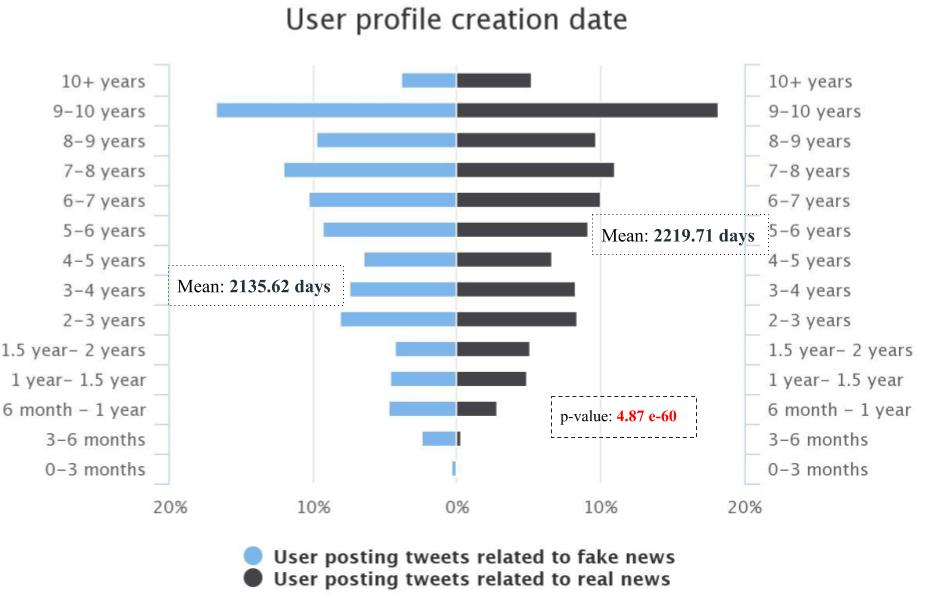 User profile creation date
10+ years
10+ years
9–10 years
9–10 years
8–9 years
8–9 years
7–8 years
7–8 years
6–7 years
6–7 years
5–6 years
Mean: 2219.71 days
5–6 years
4–5 years
4–5 years
Mean: 2135.62 days
3–4 years
3–4 years
2–3 years
2–3 years
1.5 year– 2 years
1.5 year– 2 years
1 year– 1.5 year
1 year– 1.5 year
6 month – 1 year
p-value: 4.87 e-60
6 month – 1 year
3–6 months
3–6 months
0–3 months
0–3 months
20% 10% 0% 10% 20%
User posting tweets related to fake news
User posting tweets related to real news